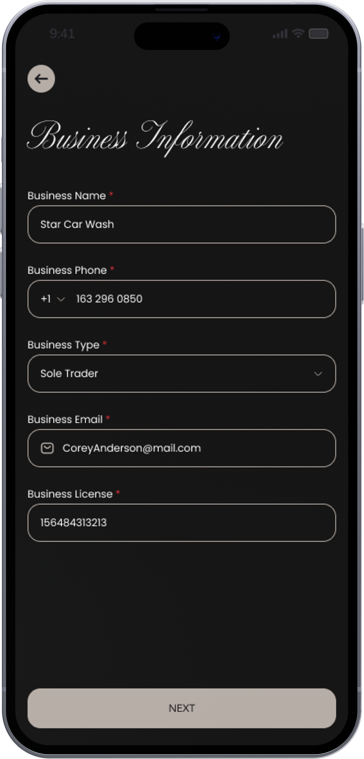 9:41
Business Information
Business Name *
Star Car Wash
Business Phone *
+1 163 296 0850
Business Type *
Sole Trader
Business Email *
CoreyAnderson@mail.com
Business License *
156484313213
NEXT